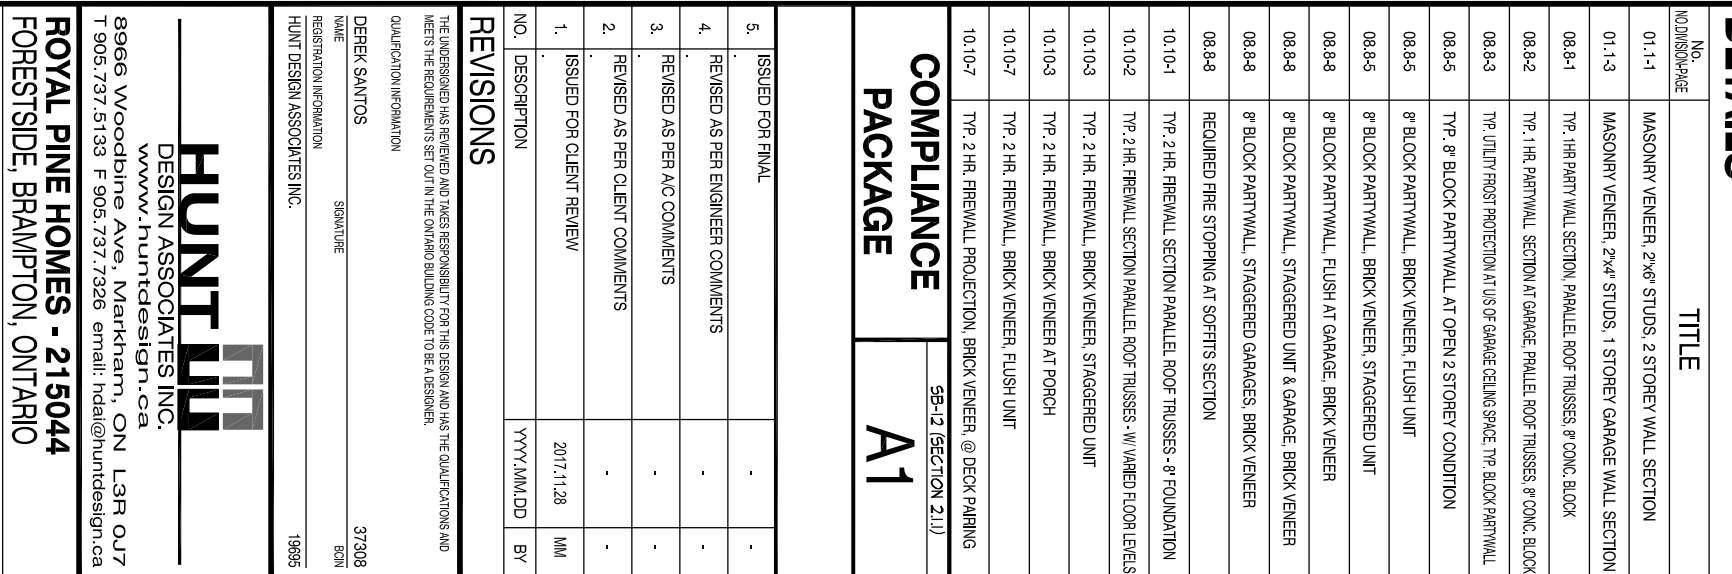 No. TITLE
NO.DIVISION-PAGE
01.1-1 MASONRY VENEER, 2"x6" STUDS, 2 STOREY WALL SECTION
01.1-3 MASONRY VENEER, 2"x4" STUDS, 1 STOREY GARAGE WALL SECTION
08.8-1 TYP. 1HR PARTY WALL SECTION, PARALLEL ROOF TRUSSES, 8" CONC. BLOCK
08.8-2 TYP. 1 HR. PARTYWALL SECTION AT GARAGE, PRALLEL ROOF TRUSSES, 8" CONC. BLOCK
08.8-3 TYP. UTILITY FROST PROTECTION AT U/S OF GARAGE CEILING SPACE, TYP. BLOCK PARTYWALL
08.8-5 TYP. 8" BLOCK PARTYWALL AT OPEN 2 STOREY CONDITION
08.8-5 8" BLOCK PARTYWALL, BRICK VENEER, FLUSH UNIT
08.8-5 8" BLOCK PARTYWALL, BRICK VENEER, STAGGERED UNIT
08.8-8 8" BLOCK PARTYWALL, FLUSH AT GARAGE, BRICK VENEER
08.8-8 8" BLOCK PARTYWALL, STAGGERED UNIT & GARAGE, BRICK VENEER
08.8-8 8" BLOCK PARTYWALL, STAGGERED GARAGES, BRICK VENEER
08.8-8 REQUIRED FIRE STOPPING AT SOFFITS SECTION
10.10-1 TYP. 2 HR. FIREWALL SECTION PARALLEL ROOF TRUSSES - 8' FOUNDATION
10.10-2 TYP. 2 HR. FIREWALL SECTION PARALLEL ROOF TRUSSES - W/ VARIED FLOOR LEVELS
10.10-3 TYP. 2 HR. FIREWALL, BRICK VENEER, STAGGERED UNIT
10.10-3 TYP. 2 HR. FIREWALL, BRICK VENEER AT PORCH
10.10-7 TYP. 2 HR. FIREWALL, BRICK VENEER, FLUSH UNIT
10.10-7 TYP. 2 HR. FIREWALL PROJECTION, BRICK VENEER, @ DECK PAIRING
COMPLIANCE
PACKAGE
SB-12 (SECTION 2.1.1)
A1
5. ISSUED FOR FINAL - -
4. REVISED AS PER ENGINEER COMMENTS - -
3. REVISED AS PER A/C COMMENTS - -
2. REVISED AS PER CLIENT COMMENTS - -
1. ISSUED FOR CLIENT REVIEW 2017.11.28 MM
NO. DESCRIPTION YYYY.MM.DD BY
REVISIONS
THE UNDERSIGNED HAS REVIEWED AND TAKES RESPONSIBILITY FOR THIS DESIGN AND HAS THE QUALIFICATIONS AND
MEETS THE REQUIREMENTS SET OUT IN THE ONTARIO BUILDING CODE TO BE A DESIGNER.
QUALIFICATION INFORMATION
DEREK SANTOS 37308
NAME SIGNATURE BCIN
REGISTRATION INFORMATION
HUNT DESIGN ASSOCIATES INC. 19695
HUNT
DESIGN ASSOCIATES INC.
www.huntdesign.ca
8966 Woodbine Ave, Markham, ON L3R 0J7
T 905.737.5133 F 905.737.7326 email: hdai@huntdesign.ca
ROYAL PINE HOMES - 215044
FORESTSIDE, BRAMPTON, ONTARIO